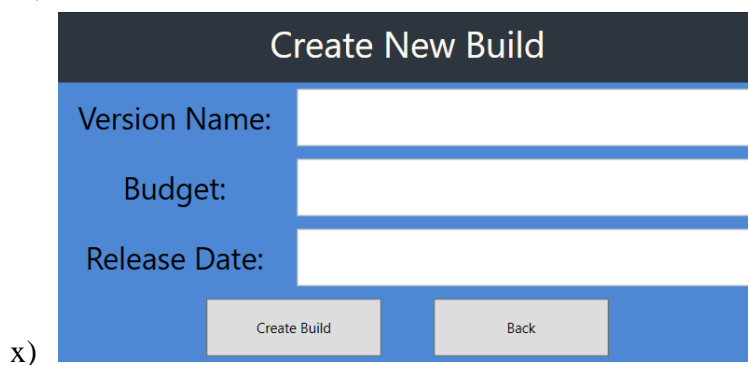 Create New Build
Version Name:
Budget:
Release Date:
Create Build Back
x)